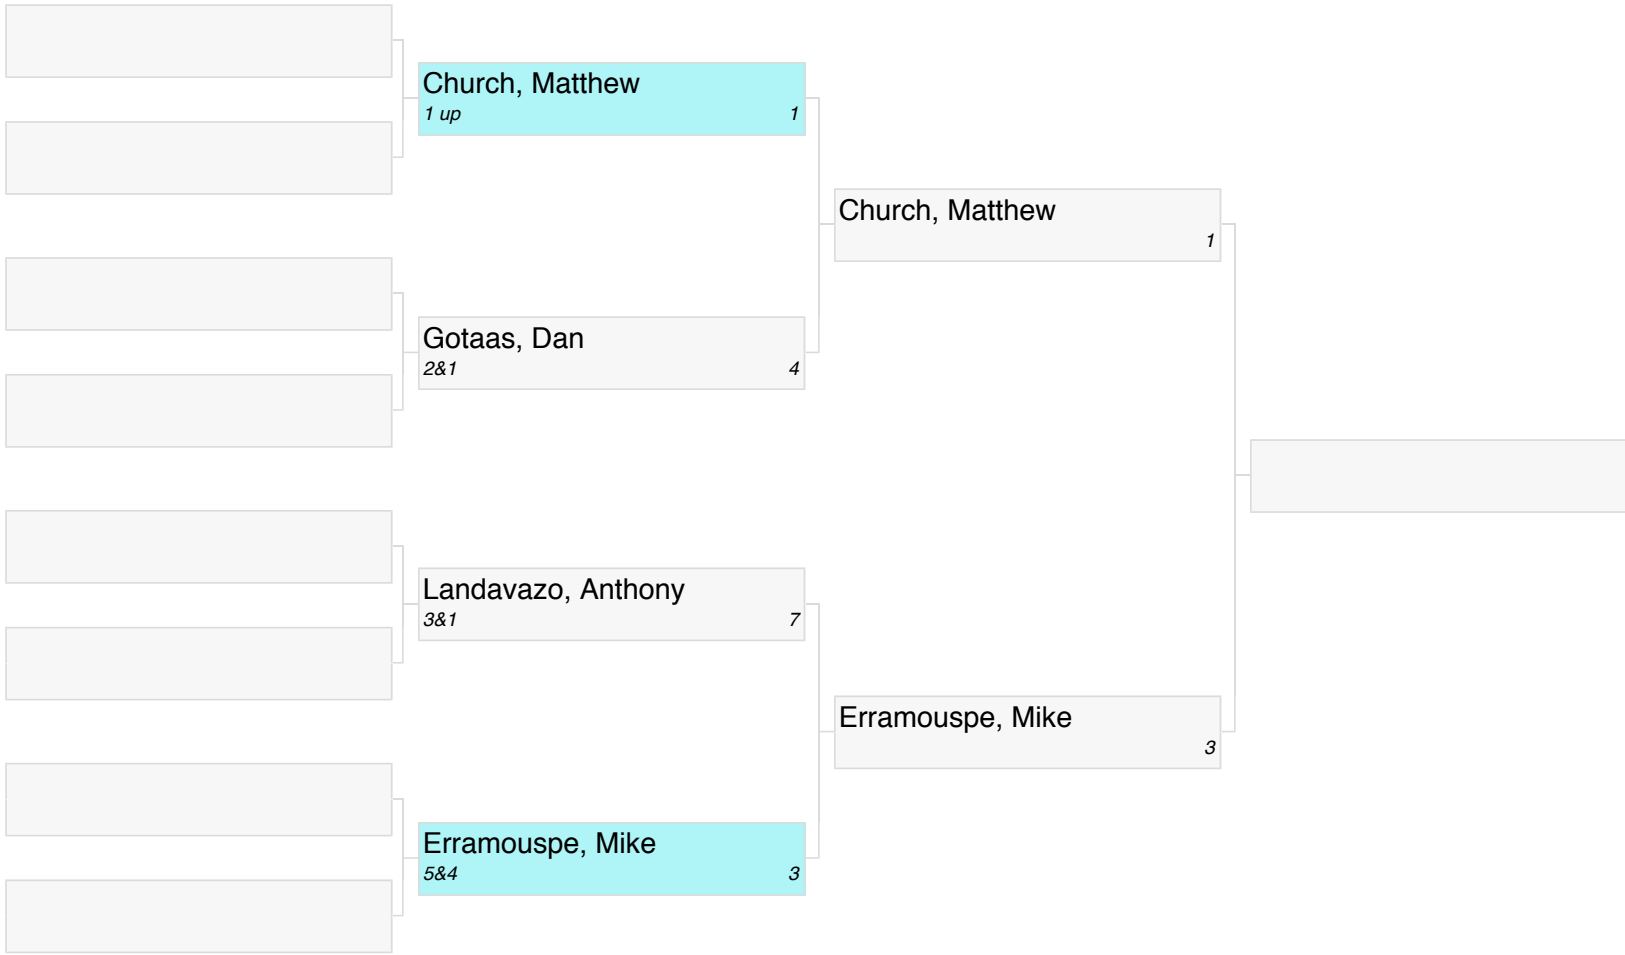 Church, Matthew
1 up 1
Church, Matthew
1
Gotaas, Dan
2&1 4
Landavazo, Anthony
3&1 7
Erramouspe, Mike
3
Erramouspe, Mike
5&4 3